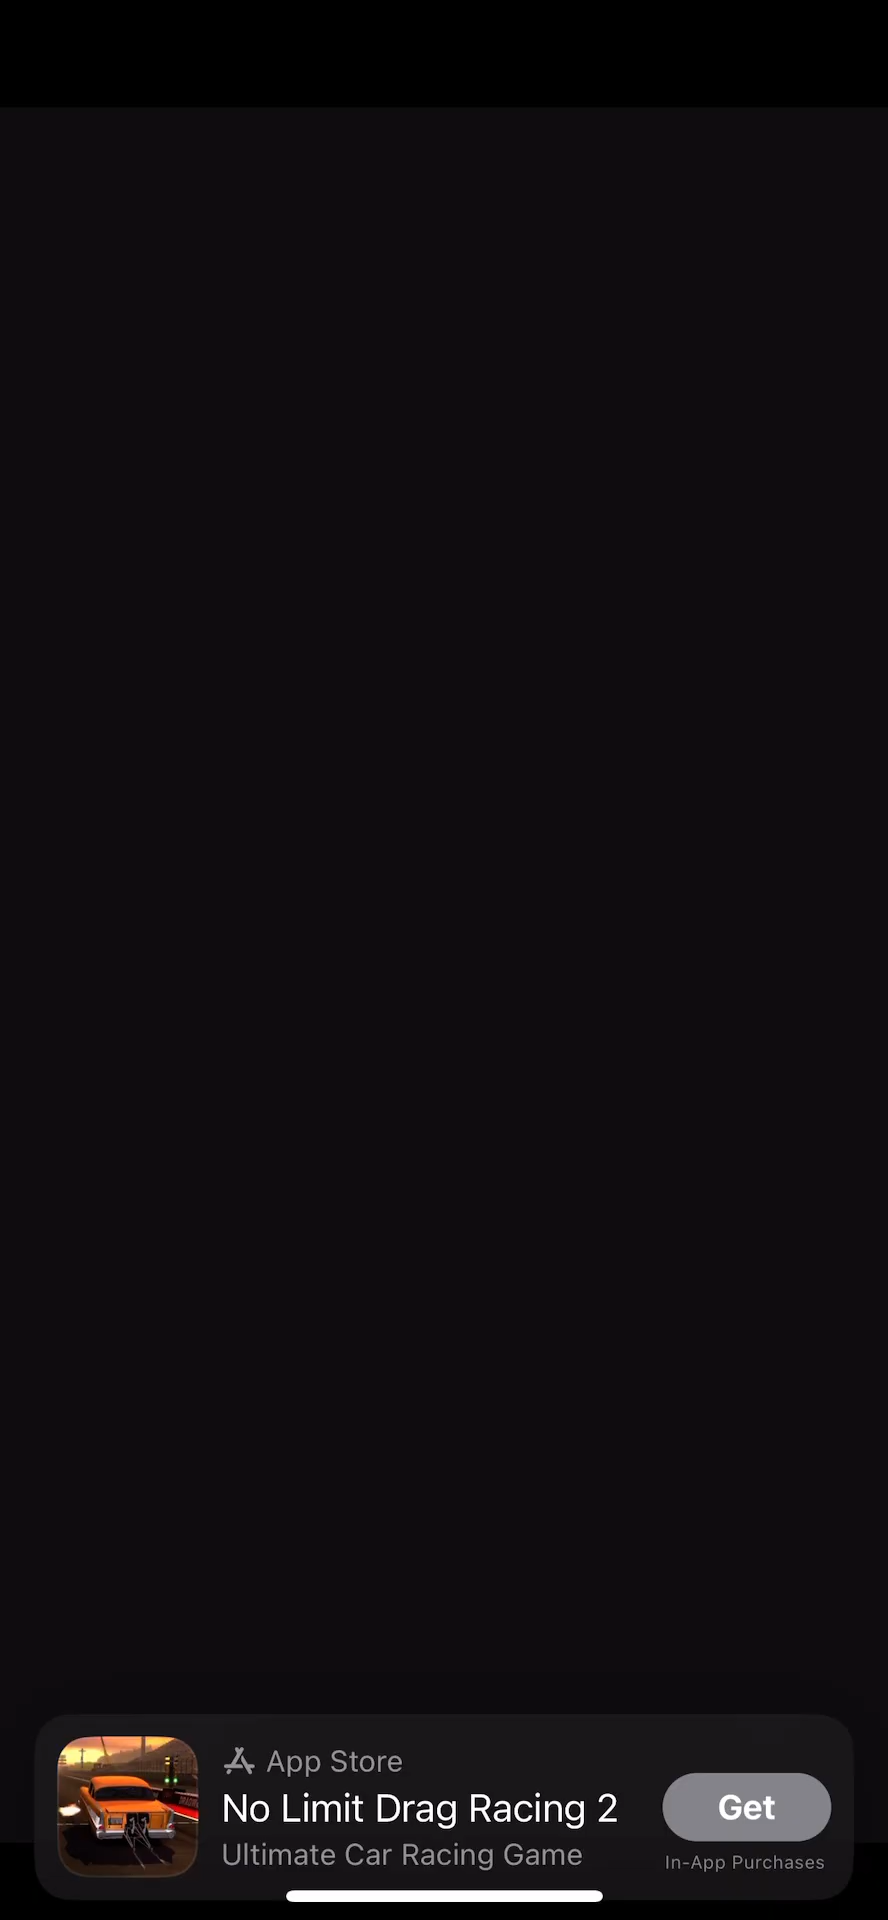 App Store
No Limit Drag Racing 2
Ultimate Car Racing Game
Get
In-App Purchases